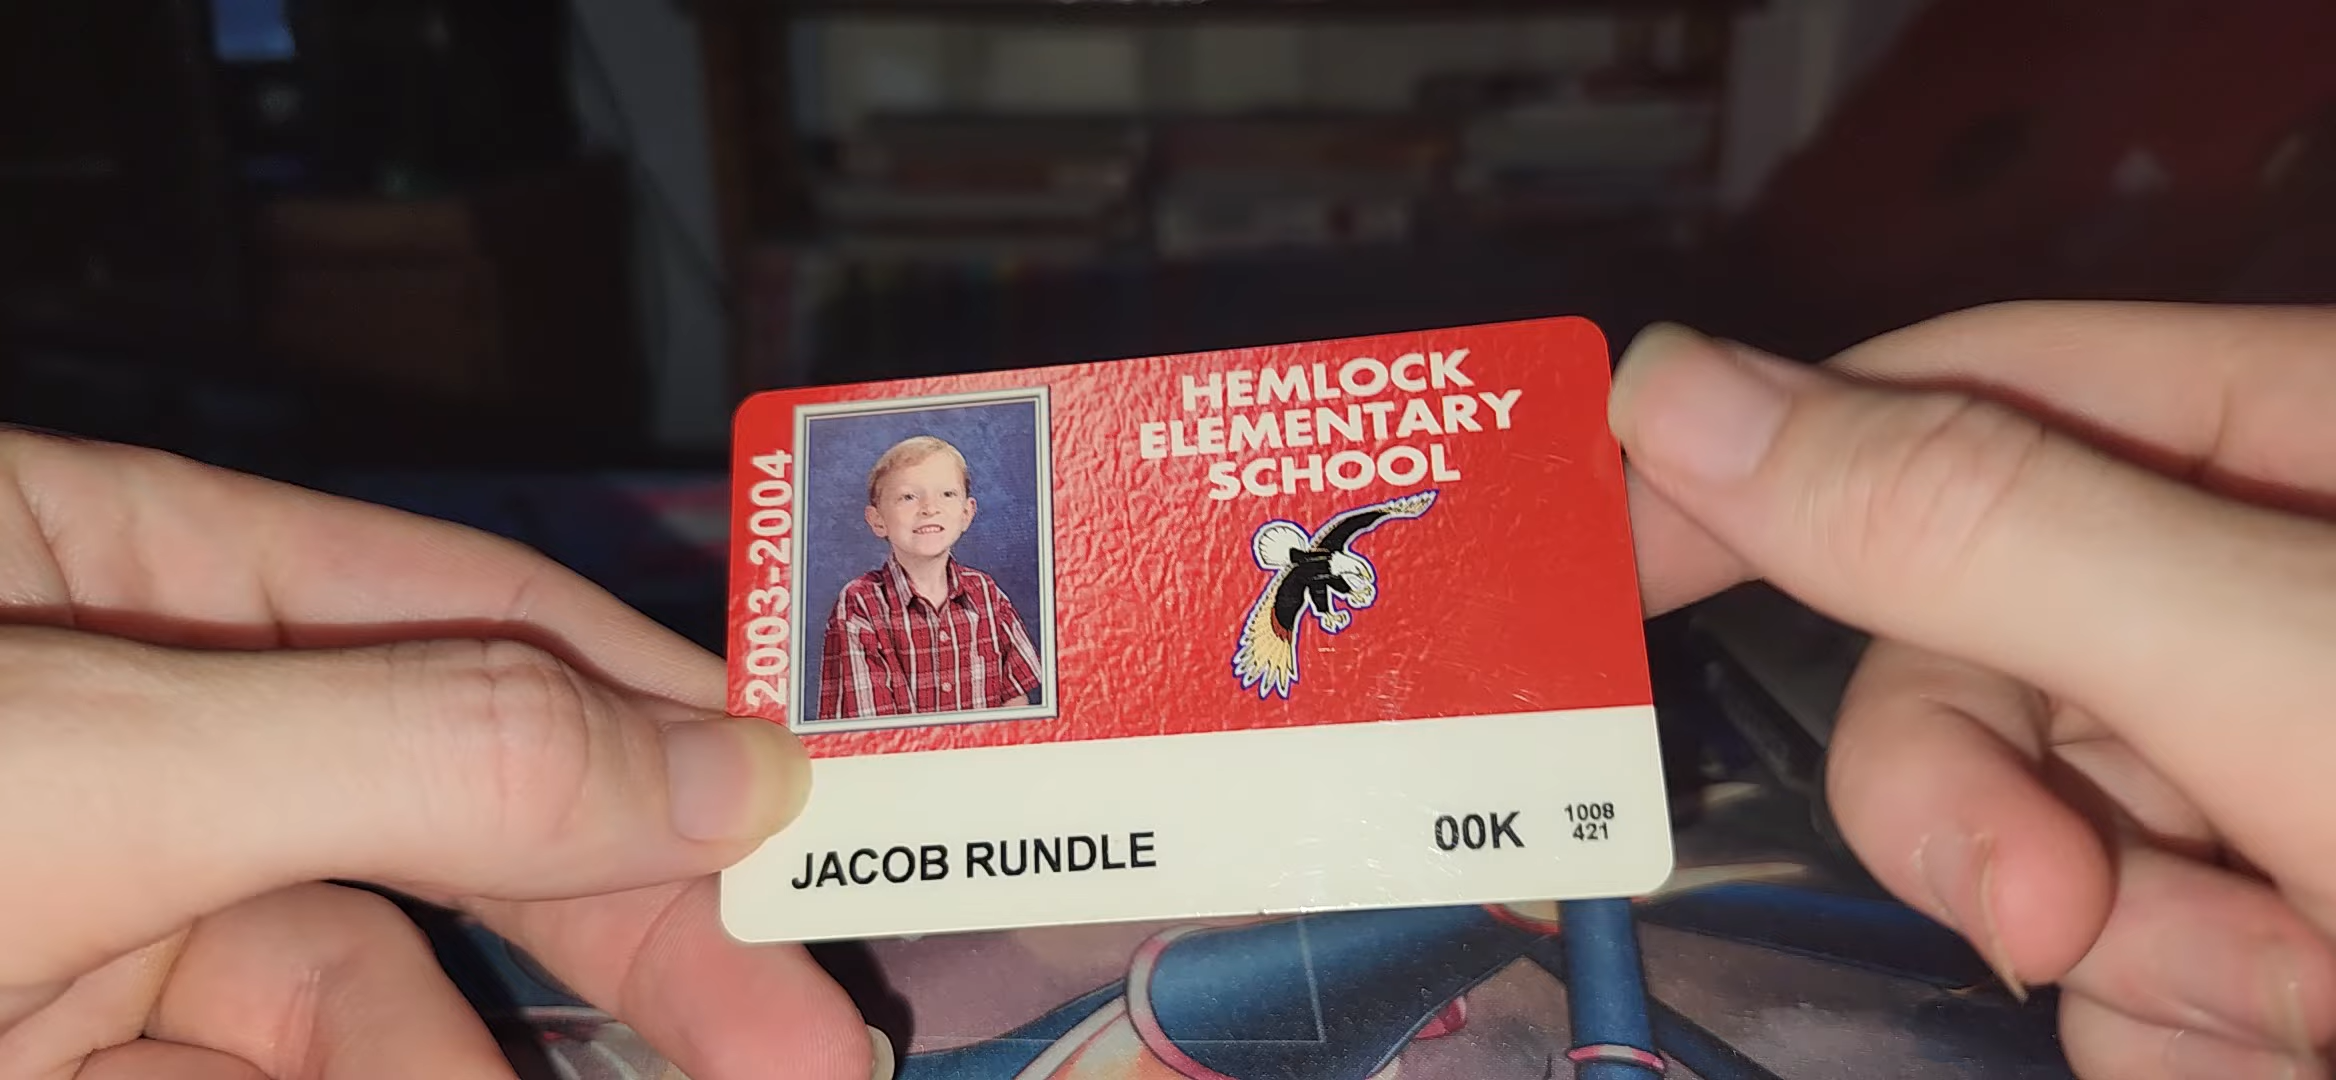 2003-2004
HEMLOCK
ELEMENTARY
SCHOOL
JACOB RUNDLE
00K
1008
421